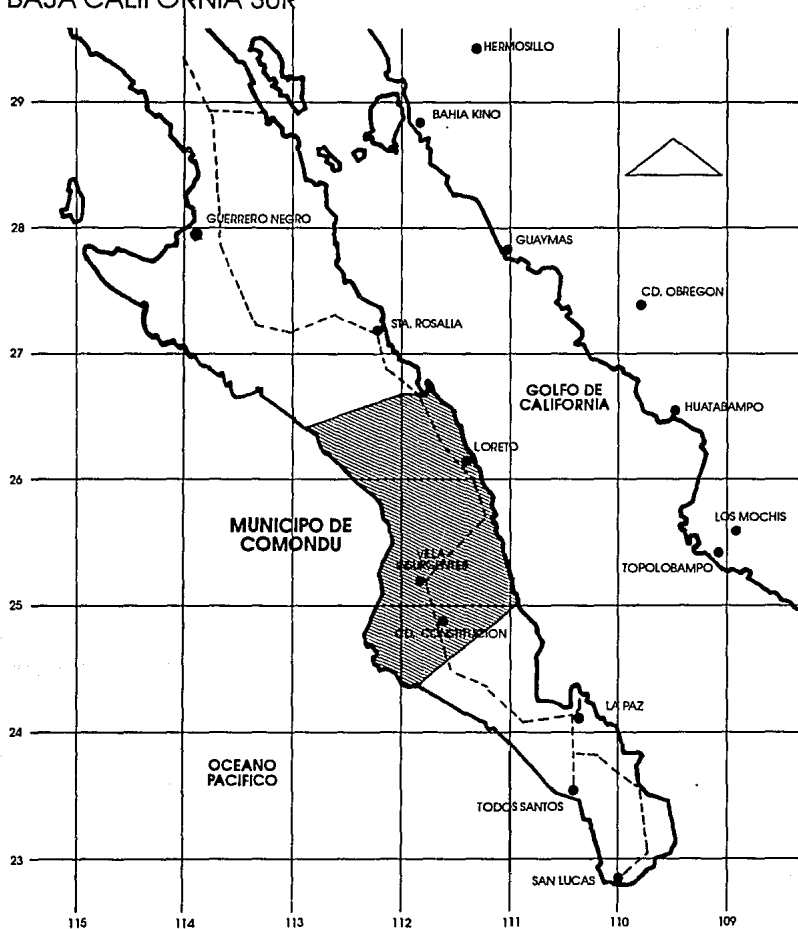 BAJA CALIFORNIA SUR
HERMOSILLO
29
BAHIA KINO
GUERRERO NEGRO
28
GUAYMAS
CD. OBREGON
STA. ROSALIA
27
GOLFO DE
CALIFORNIA
HUATABAMPO
LORETO
26
MUNICIPO DE
COMONDU
LOS MOCHIS
VILLA
TOPOLOBAMPO
25
CD. CONSTITUCION
LA PAZ
24
OCEANO
PACIFICO
TODOS SANTOS
23
SAN LUCAS
115 114 113 112 111 110 109